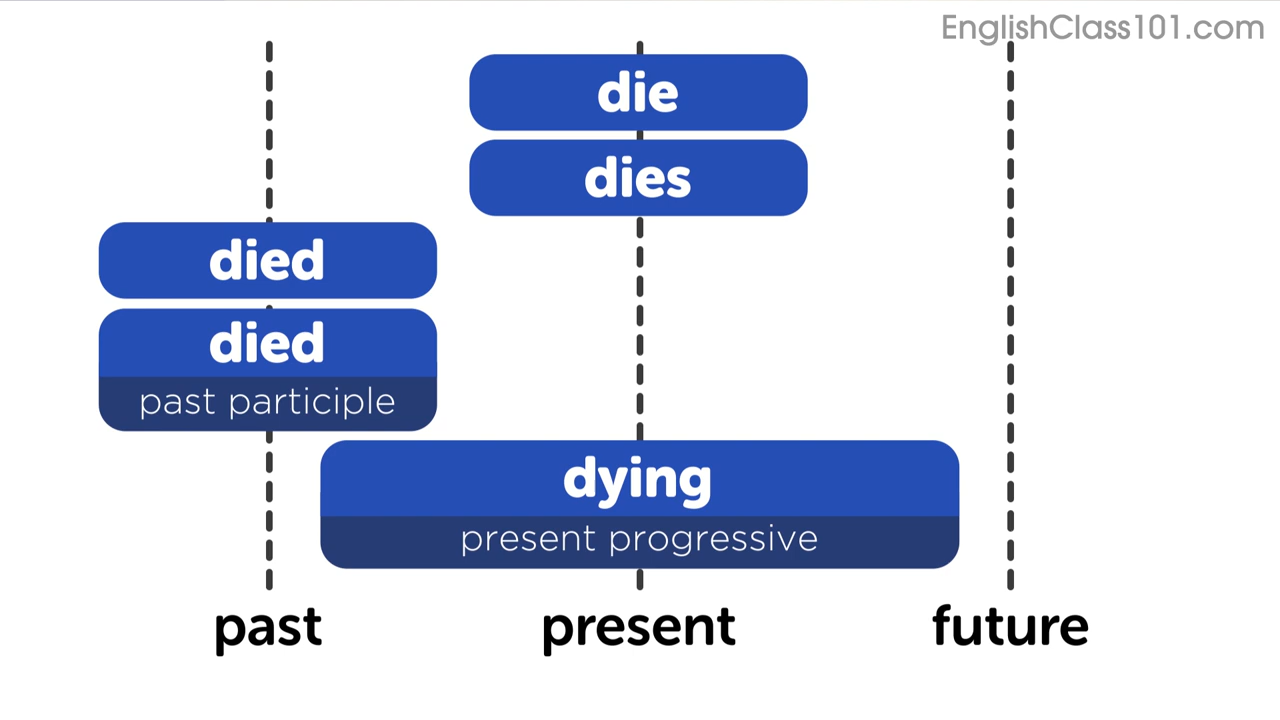 EnglishClass101.com
die
dies
died
died
past participle
dying
present progressive
past present future